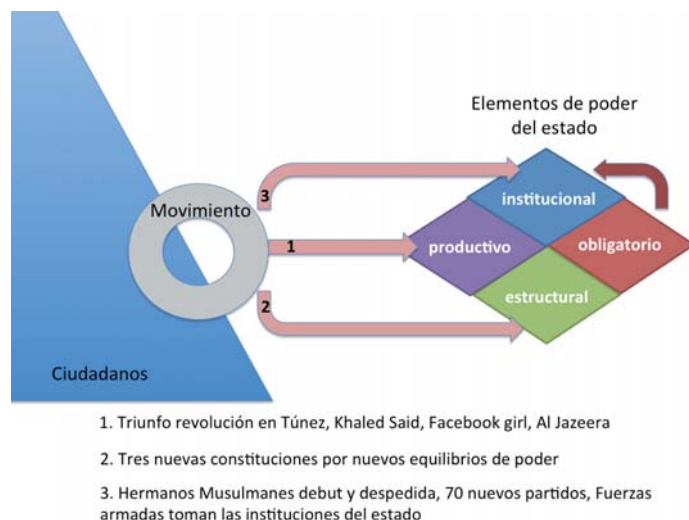 Elementos de poder
del estado
institucional
Movimiento
3
1
productivo
obligatorio
estructural
2
Ciudadanos
1. Triunfo revolución en Túnez, Khaled Said, Facebook girl, Al Jazeera
2. Tres nuevas constituciones por nuevos equilibrios de poder
3. Hermanos Musulmanes debut y despedida, 70 nuevos partidos, Fuerzas
armadas toman las instituciones del estado